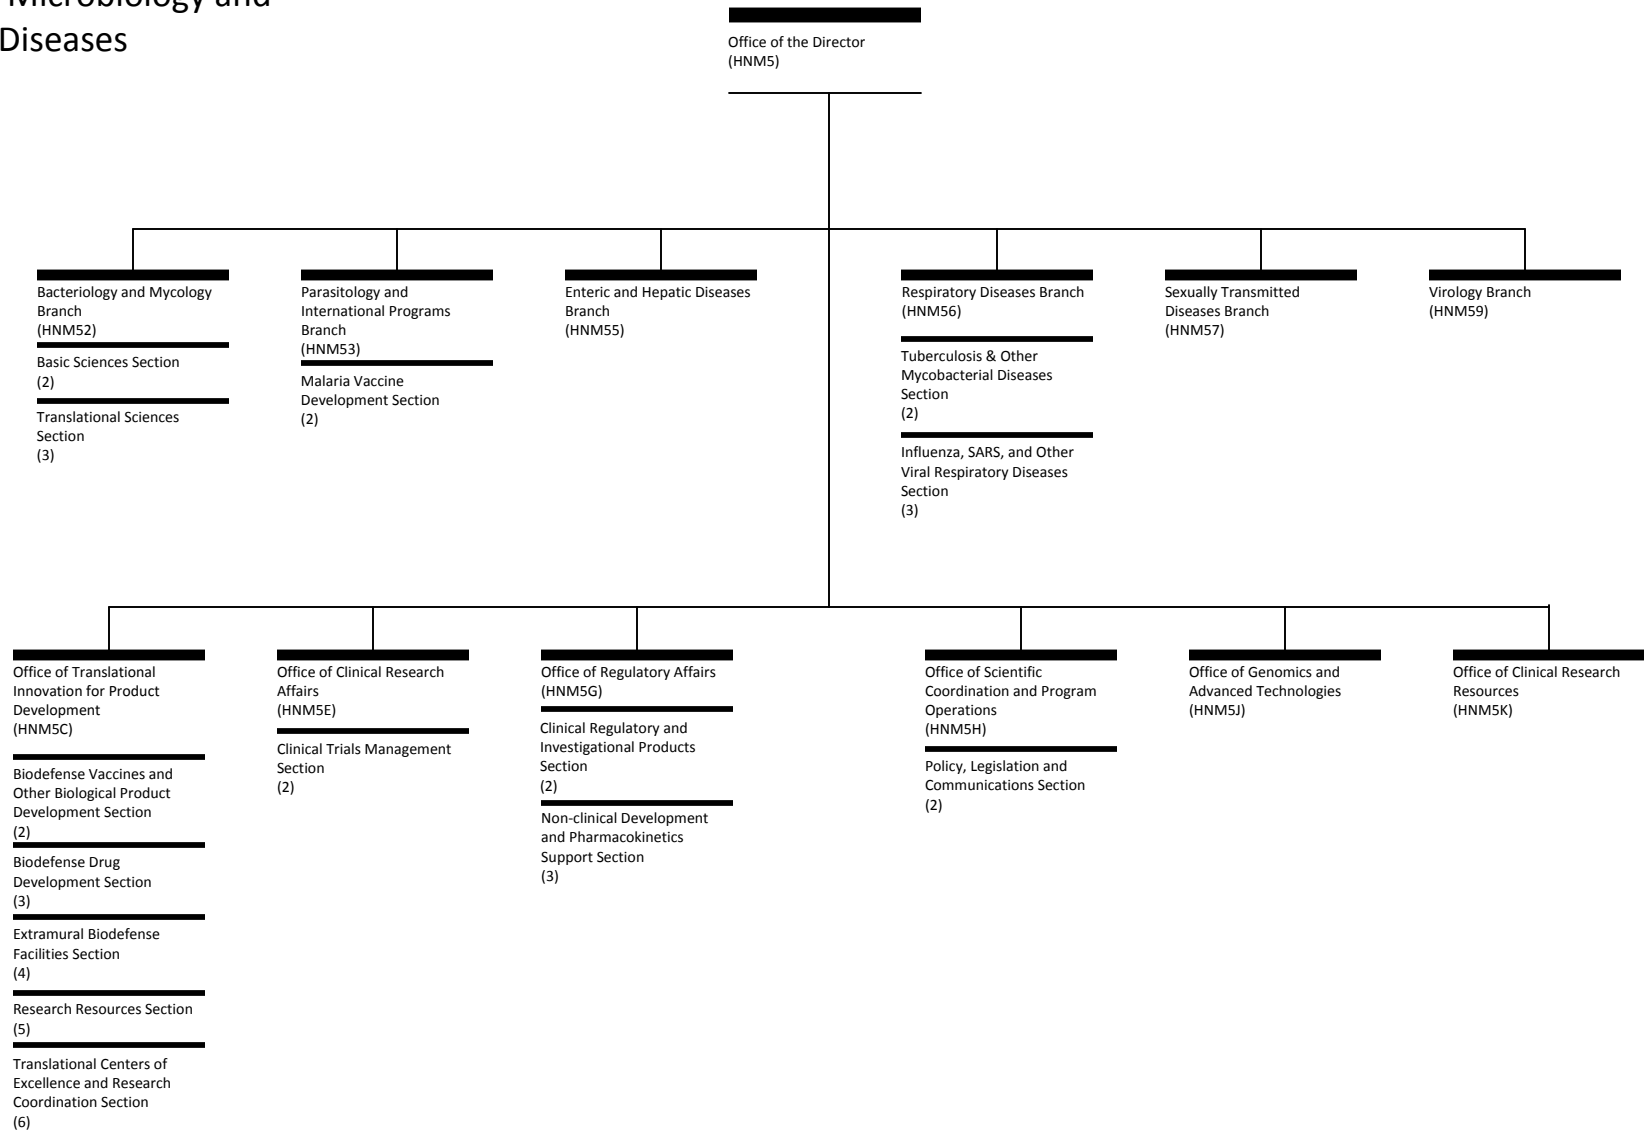 Microbiology and
Diseases
Office of the Director
(HNM5)
Bacteriology and Mycology
Branch
(HNM52)
Basic Sciences Section
(2)
Translational Sciences
Section
(3)
Parasitology and
International Programs
Branch
(HNM53)
Malaria Vaccine
Development Section
(2)
Enteric and Hepatic Diseases
Branch
(HNM55)
Respiratory Diseases Branch
(HNM56)
Tuberculosis & Other
Mycobacterial Diseases
Section
(2)
Influenza, SARS, and Other
Viral Respiratory Diseases
Section
(3)
Sexually Transmitted
Diseases Branch
(HNM57)
Virology Branch
(HNM59)
Office of Translational
Innovation for Product
Development
(HNM5C)
Biodefense Vaccines and
Other Biological Product
Development Section
(2)
Biodefense Drug
Development Section
(3)
Extramural Biodefense
Facilities Section
(4)
Research Resources Section
(5)
Translational Centers of
Excellence and Research
Coordination Section
(6)
Office of Clinical Research
Affairs
(HNM5E)
Clinical Trials Management
Section
(2)
Office of Regulatory Affairs
(HNM5G)
Clinical Regulatory and
Investigational Products
Section
(2)
Non-clinical Development
and Pharmacokinetics
Support Section
(3)
Office of Scientific
Coordination and Program
Operations
(HNM5H)
Policy, Legislation and
Communications Section
(2)
Office of Genomics and
Advanced Technologies
(HNM5J)
Office of Clinical Research
Resources
(HNM5K)